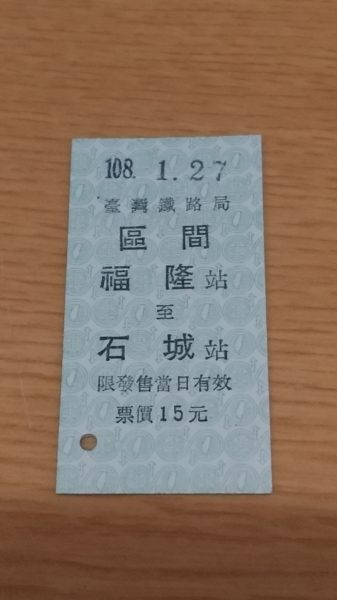 108. 1.27
臺灣鐵路局
區間
福隆站
至
石城站
限發售當日有效
票價15元